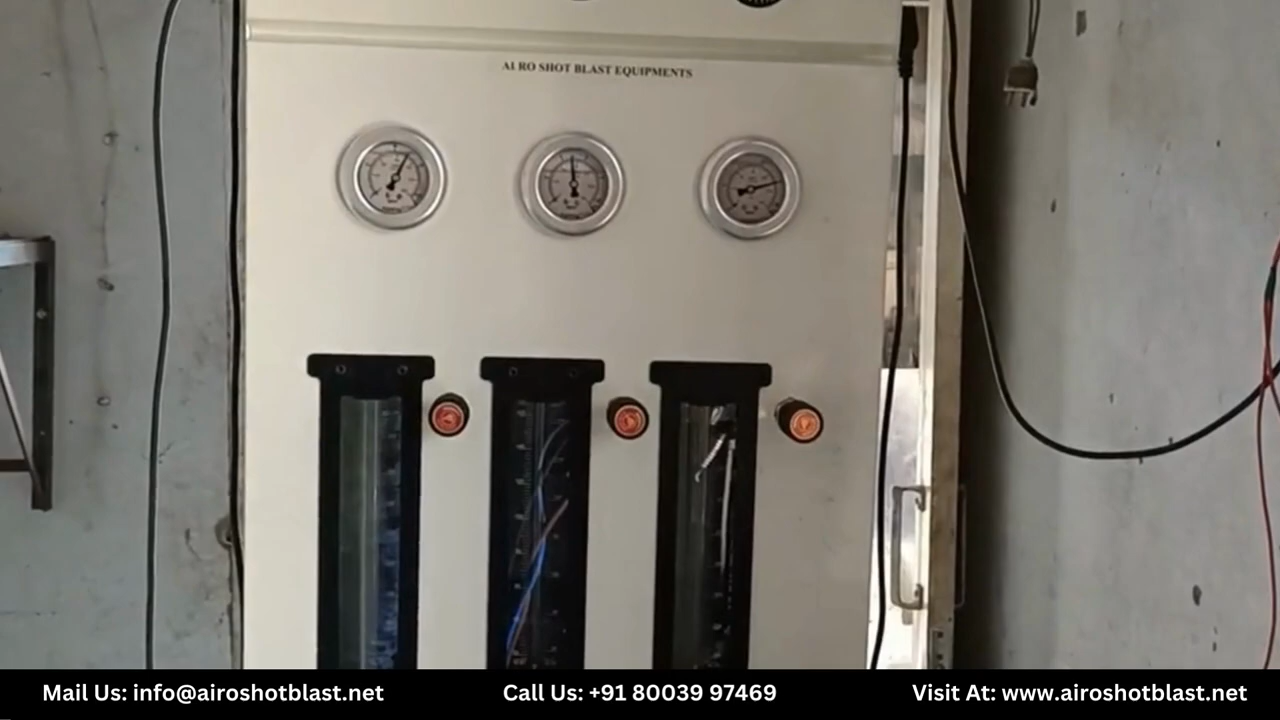 AI RO SHOT BLAST EQUIPMENTS
Mail Us: info@airoshotblast.net
Call Us: +91 80039 97469
Visit At: www.airoshotblast.net